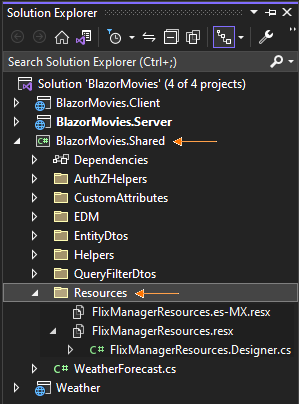 Solution Explorer
Search Solution Explorer (Ctrl+;)
Solution 'BlazorMovies' (4 of 4 projects)
BlazorMovies.Client
BlazorMovies.Server
C# BlazorMovies.Shared
Dependencies
AuthZHelpers
CustomAttributes
EDM
EntityDtos
Helpers
QueryFilterDtos
Resources
FlixManagerResources.es-MX.resx
FlixManagerResources.resx
C# FlixManagerResources.Designer.cs
C# WeatherForecast.cs
Weather